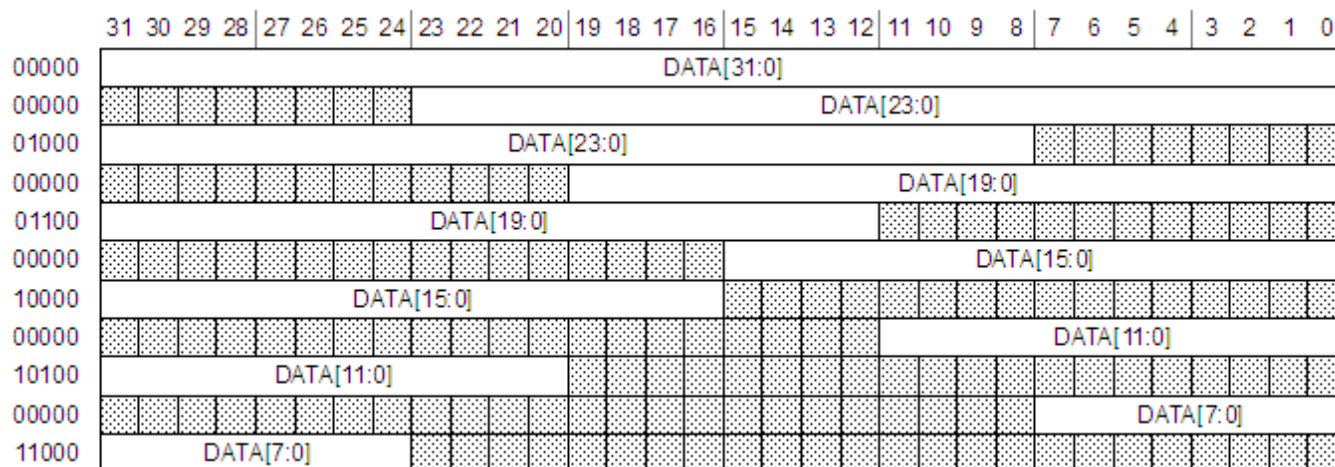 31 30 29 28 27 26 25 24 23 22 21 20 19 18 17 16 15 14 13 12 11 10 9 8 7 6 5 4 3 2 1 0
00000 DATA[31:0]
00000 DATA[23:0]
01000 DATA[23:0]
00000 DATA[19:0]
01100 DATA[19:0]
00000 DATA[15:0]
10000 DATA[15:0]
00000 DATA[11:0]
10100 DATA[11:0]
00000 DATA[7:0]
11000 DATA[7:0]